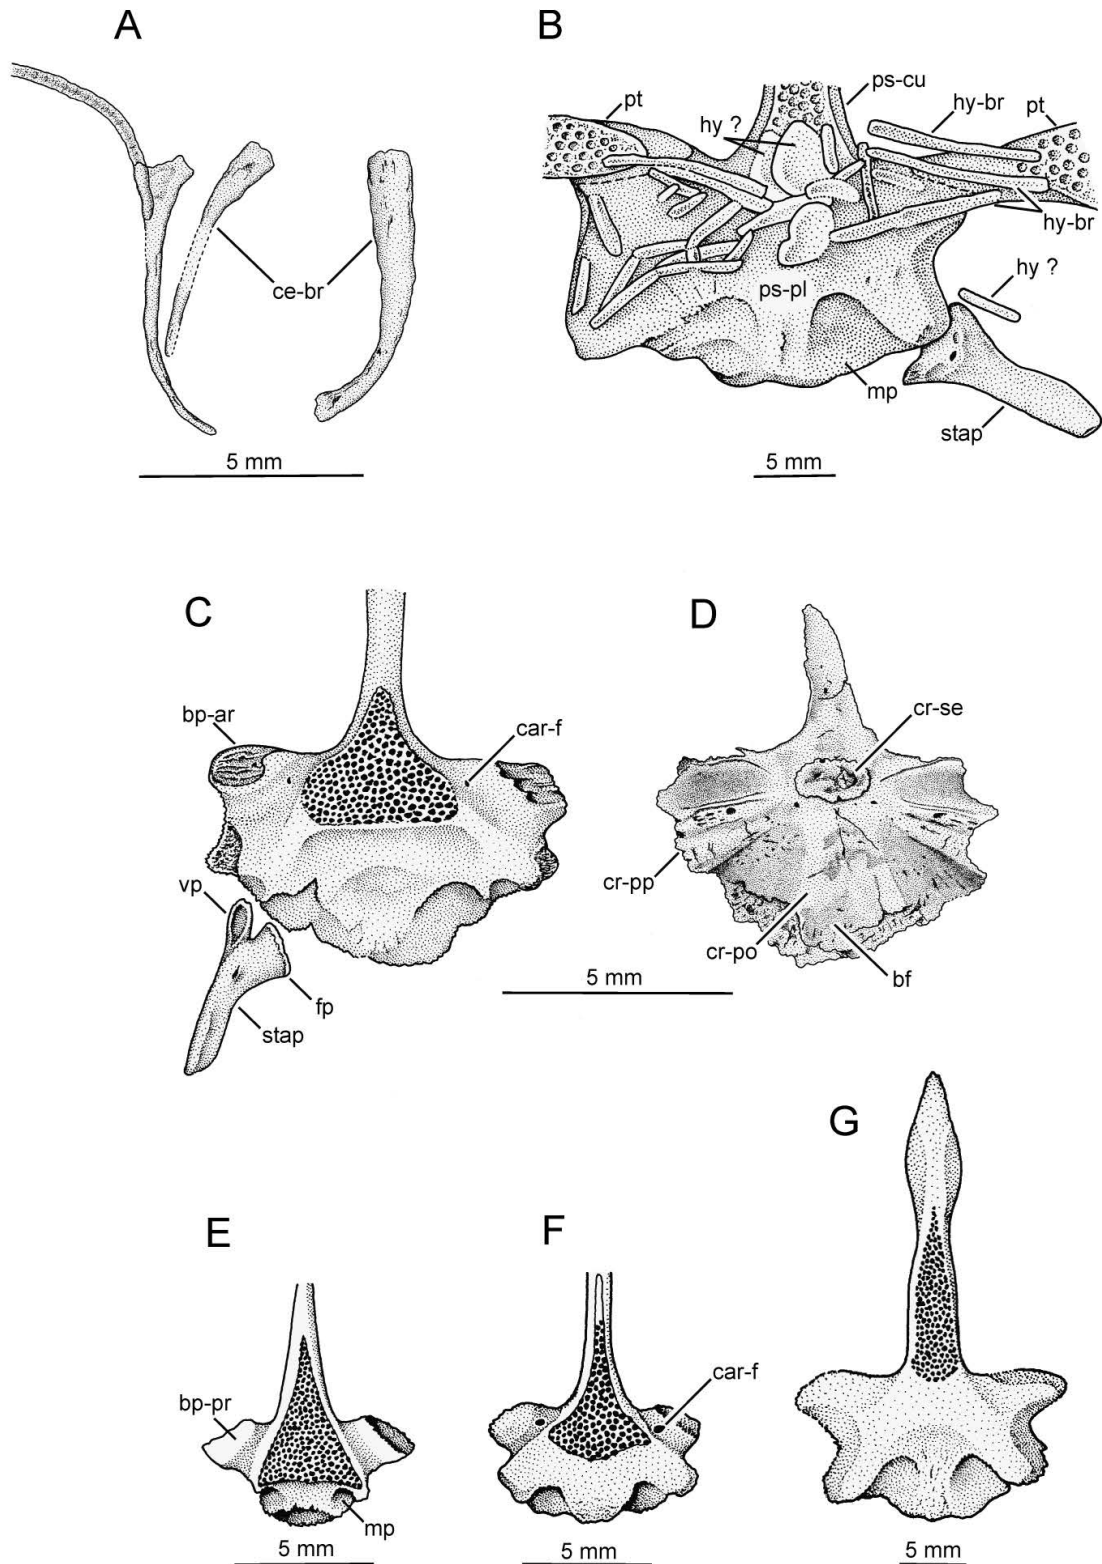 A
B
ps-cu
pt
hy-br
pt
hy ?
hy-br
ce-br
hy ?
ps-pl
mp
stap
5 mm
5 mm
C
D
bp-ar
car-f
cr-se
vp
cr-pp
cr-po
bf
fp
stap
5 mm
G
E
F
car-f
bp-pr
mp
5 mm
5 mm
5 mm